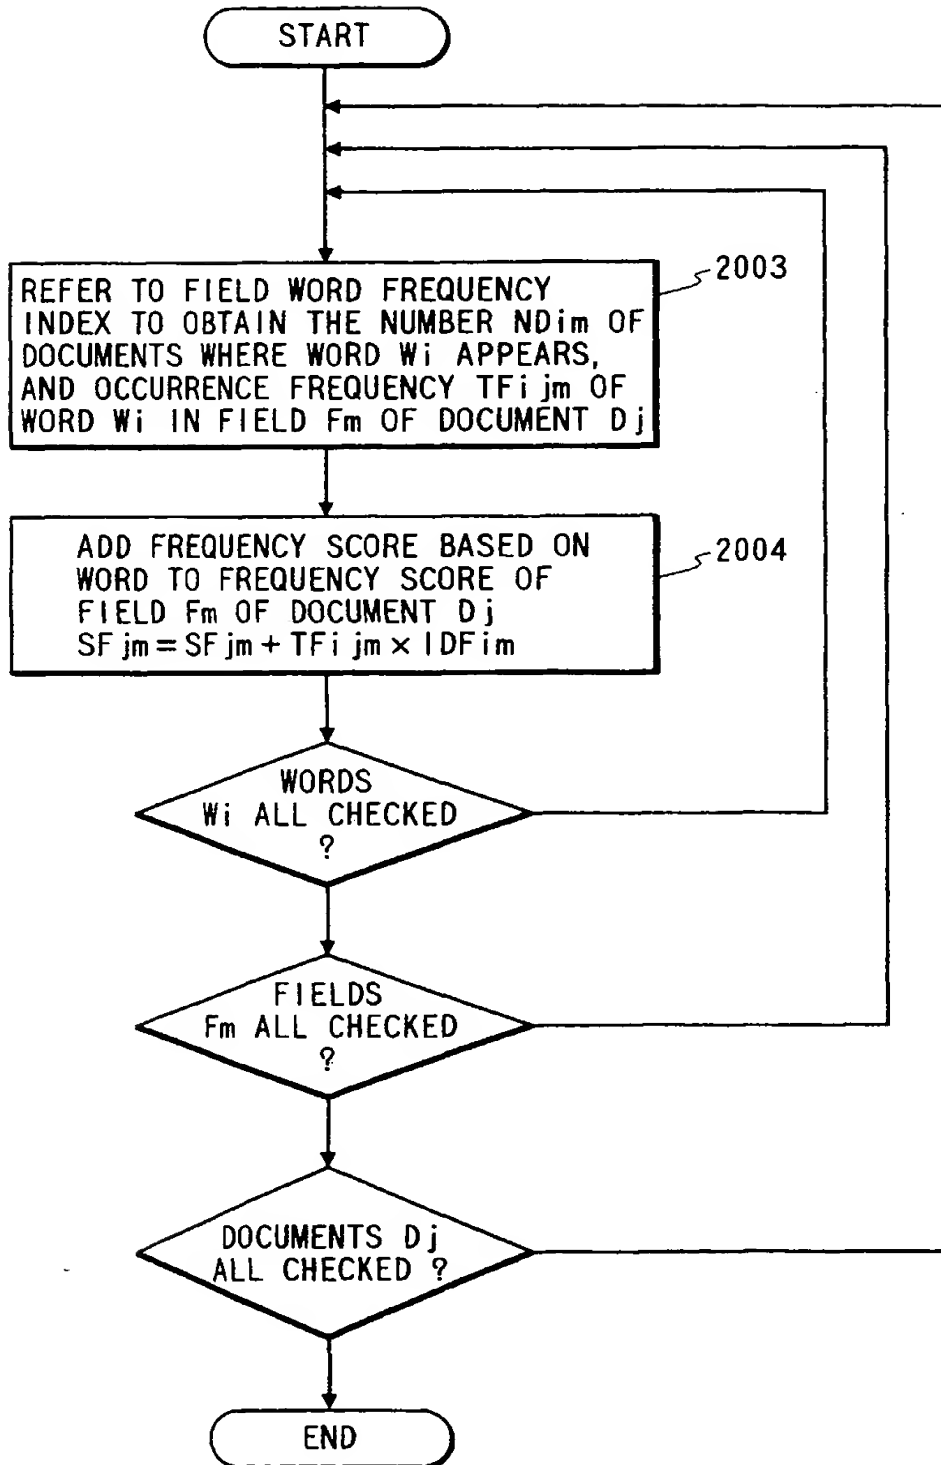 START
REFER TO FIELD WORD FREQUENCY
INDEX TO OBTAIN THE NUMBER NDim OF
DOCUMENTS WHERE WORD Wi APPEARS,
AND OCCURRENCE FREQUENCY TFijm OF
WORD Wi IN FIELD Fm OF DOCUMENT Dj
2003
ADD FREQUENCY SCORE BASED ON
WORD TO FREQUENCY SCORE OF
FIELD Fm OF DOCUMENT Dj
SFjm=SFjm+TFijm×IDFim
2004
WORDS
Wi ALL CHECKED
?
FIELDS
Fm ALL CHECKED
?
DOCUMENTS Dj
ALL CHECKED ?
END